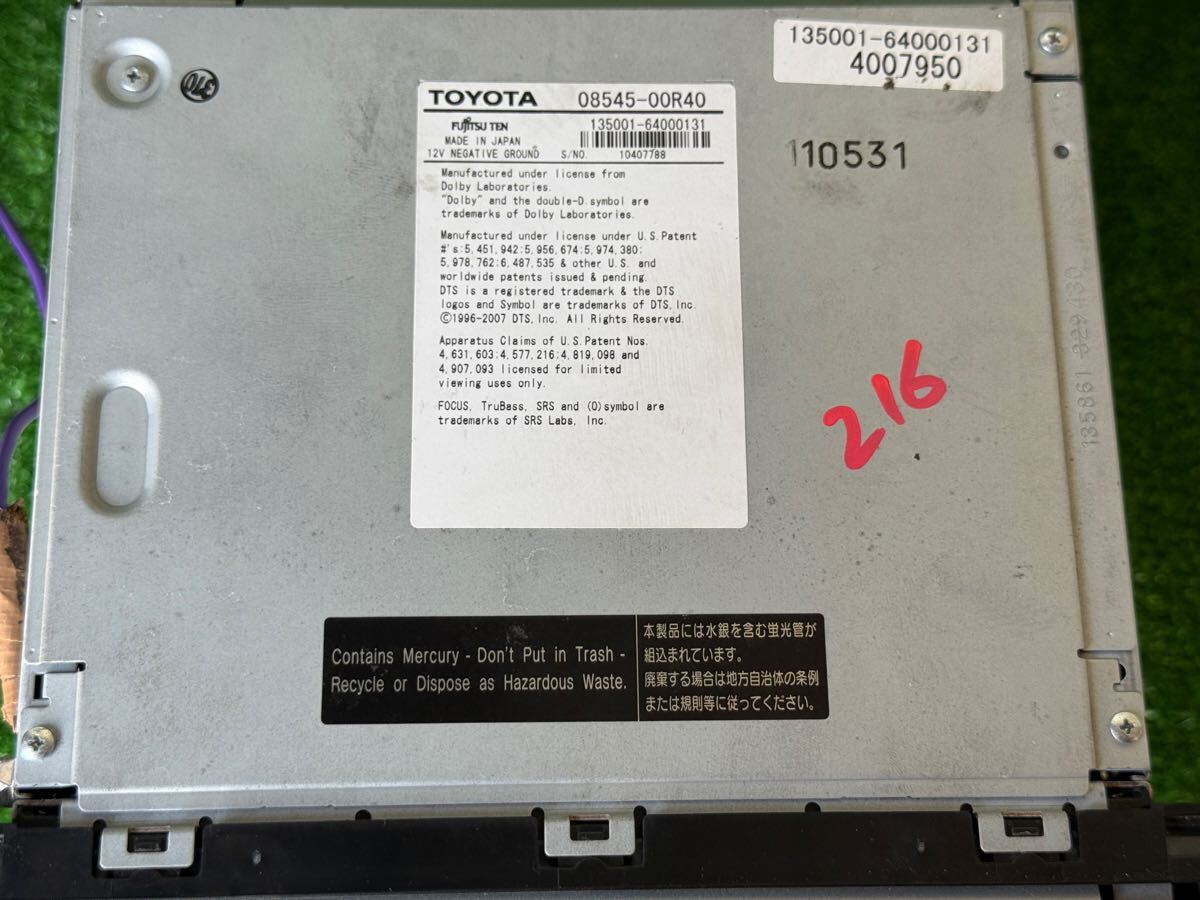 135001-64000131
4007950
370
TOYOTA 08545-00R40
FUJITSU TEN 135001-64000131
MADE IN JAPAN
12V NEGATIVE GROUND S/NO. 10407788
Manufactured under license from
Dolby Laboratories.
"Dolby" and the double-D symbol are
trademarks of Dolby Laboratories.
Manufactured under license under U.S.Patent
#'s:5,451,942:5,956,674:5,974,380:
5,978,762:6,487,535 & other U.S. and
worldwide patents issued & pending.
DTS is a registered trademark & the DTS
logos and Symbol are trademarks of DTS, Inc.
©1996-2007 DTS, Inc. All Rights Reserved.
Apparatus Claims of U.S.Patent Nos.
4,631,603:4,577,216:4,819,098 and
4,907,093 licensed for limited
viewing uses only.
FOCUS, TruBass, SRS and (O)symbol are
trademarks of SRS Labs, Inc.
110531
216
135861
Contains Mercury - Don't Put in Trash -
Recycle or Dispose as Hazardous Waste.
本製品には水銀を含む蛍光管が
組込まれています。
廃棄する場合は地方自治体の条例
または規則等に従ってください。